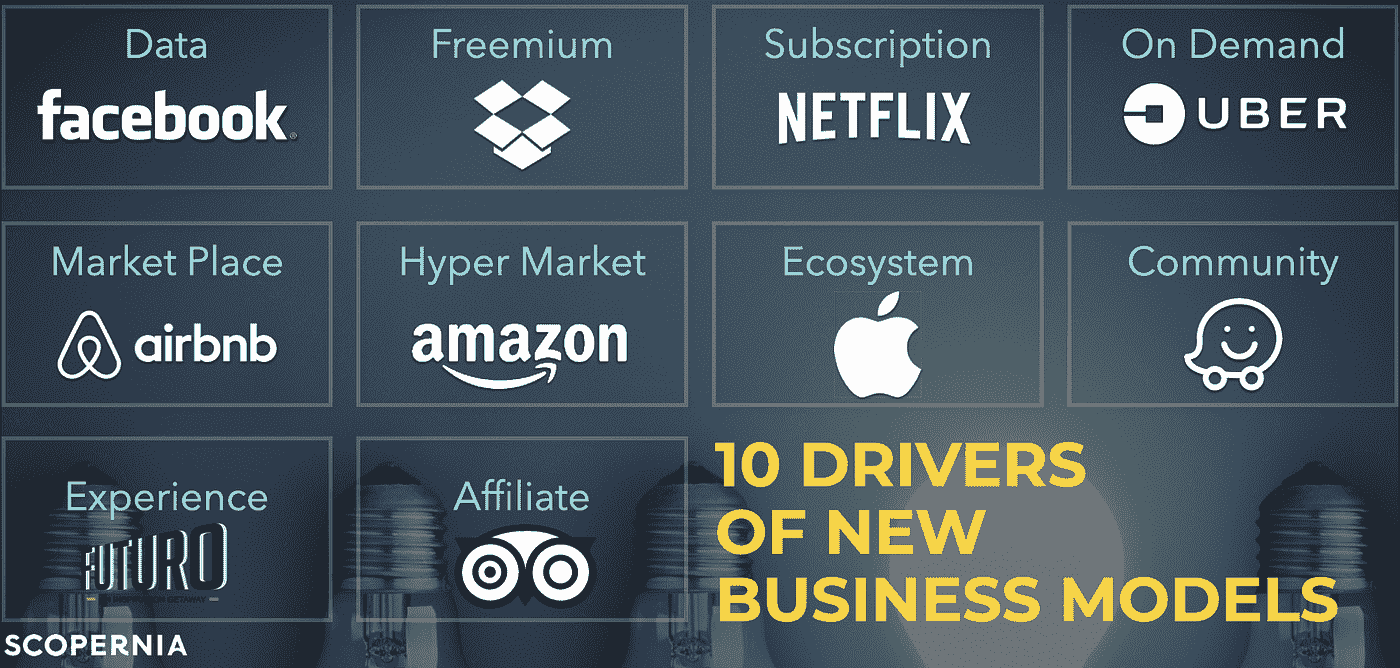 Data
facebook
Freemium
Subscription
NETFLIX
On Demand
UBER
Market Place
airbnb
Hyper Market
amazon
Ecosystem
Community
Experience
FUTURO
Affiliate
10 DRIVERS
OF NEW
BUSINESS MODELS
SCOPERNIA